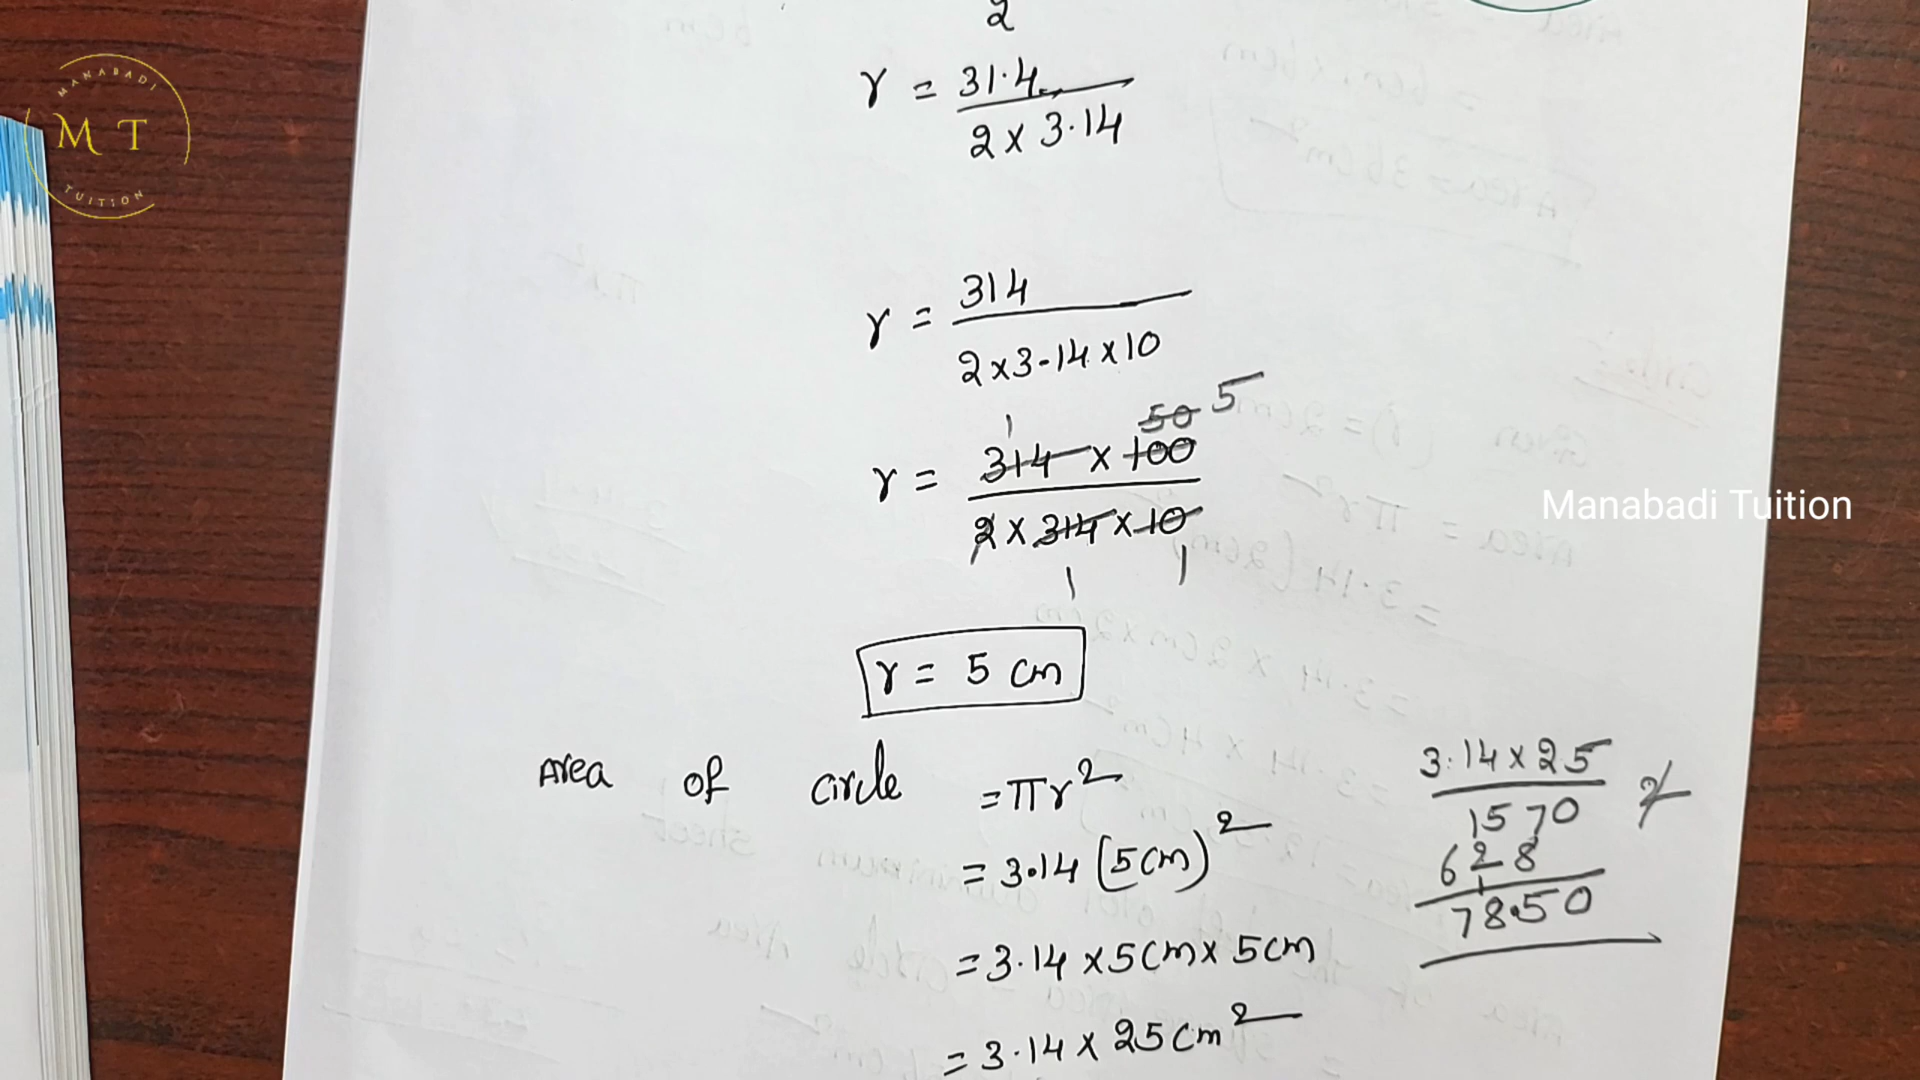 MANABADI
M T
TUITION
2
r = 31.4
2 x 3.14
r = 314
2 x 3.14 x 10
1 50 5
r = 314 x 100
2 x 314 x 10
1 1
r = 5 cm
Area of circle = πr²
= 3.14 (5cm)²
= 3.14 x 5cm x 5cm
= 3.14 x 25cm²
3.14 x 25
1570
628
1
78.50
Manabadi Tuition